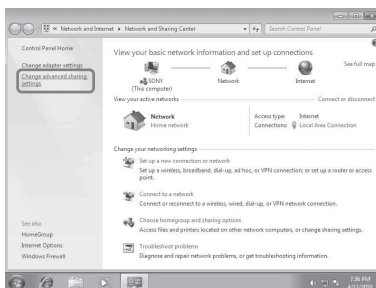 Network and Internet ▸ Network and Sharing Center
Search Control Panel
Control Panel Home
Change adapter settings
Change advanced sharing settings
View your basic network information and set up connections
SONY
(This computer)
Network
Internet
See full map
View your active networks
Connect or disconnect
Network
Home network
Access type: Internet
Connections: Local Area Connection
Change your networking settings
Set up a new connection or network
Set up a wireless, broadband, dial-up, ad hoc, or VPN connection; or set up a router or access
point.
Connect to a network
Connect or reconnect to a wireless, wired, dial-up, or VPN network connection.
Choose homegroup and sharing options
Access files and printers located on other network computers, or change sharing settings.
Troubleshoot problems
Diagnose and repair network problems, or get troubleshooting information.
See also
HomeGroup
Internet Options
Windows Firewall
7:36 PM